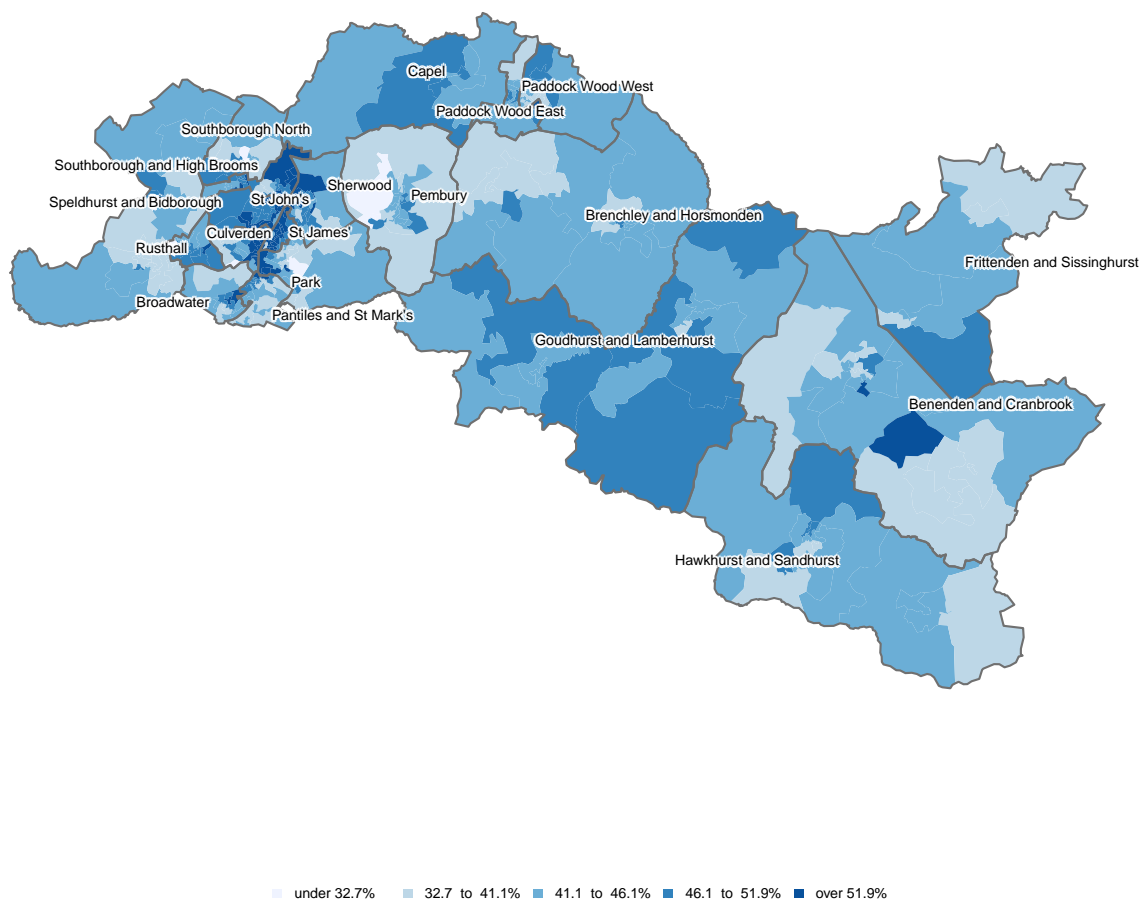 Capel
Paddock Wood West
Paddock Wood East
Southborough North
Southborough and High Brooms
Sherwood
Pembury
Speldhurst and Bidborough
St John's
Brenchley and Horsmonden
Culverden
St James'
Rusthall
Frittenden and Sissinghurst
Park
Broadwater
Pantiles and St Mark's
Goudhurst and Lamberhurst
Benenden and Cranbrook
Hawkhurst and Sandhurst
under 32.7%
32.7 to 41.1%
41.1 to 46.1%
46.1 to 51.9%
over 51.9%